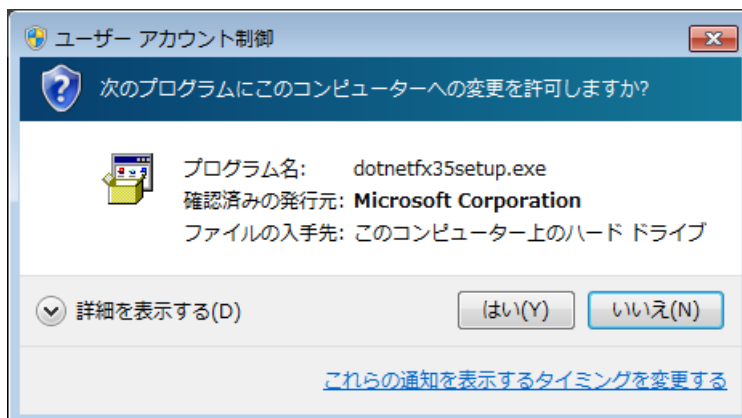 ユーザー アカウント制御
次のプログラムにこのコンピューターへの変更を許可しますか?
プログラム名: dotnetfx35setup.exe
確認済みの発行元: Microsoft Corporation
ファイルの入手先: このコンピューター上のハード ドライブ
詳細を表示する(D) はい(Y) いいえ(N)
これらの通知を表示するタイミングを変更する